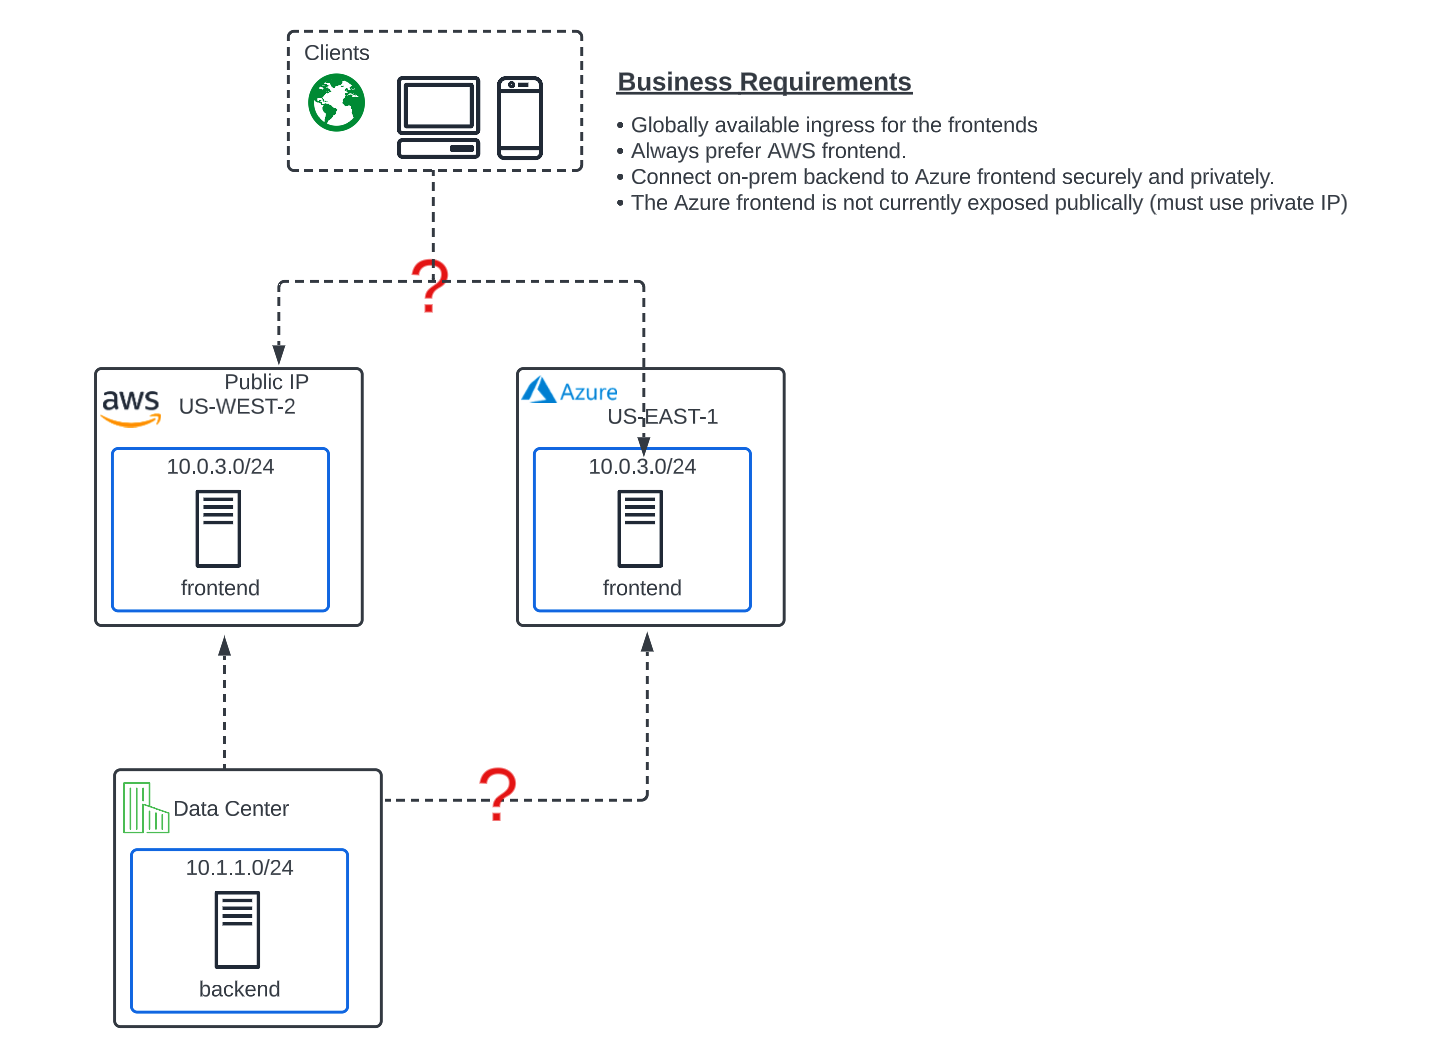 Clients
Business Requirements
• Globally available ingress for the frontends
• Always prefer AWS frontend.
• Connect on-prem backend to Azure frontend securely and privately.
• The Azure frontend is not currently exposed publically (must use private IP)
?
aws
Public IP
US-WEST-2
10.0.3.0/24
frontend
Azure
US-EAST-1
10.0.3.0/24
frontend
?
Data Center
10.1.1.0/24
backend